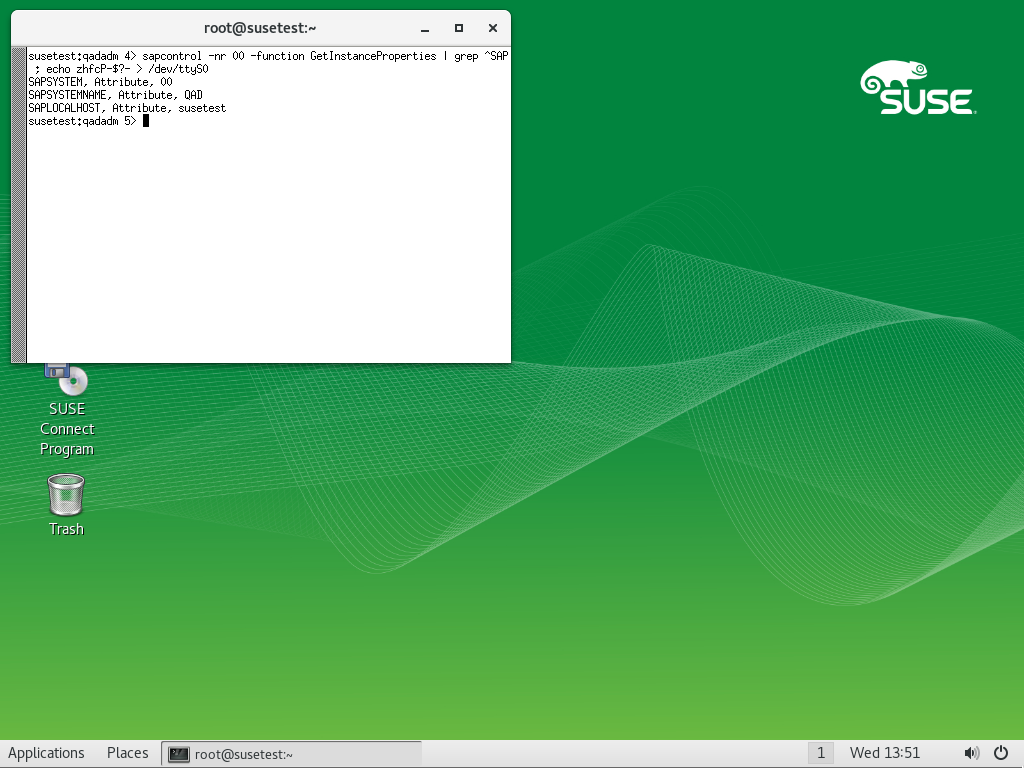 root@susetest:~
susetest:qadadm 4> sapcontrol -nr 00 -function GetInstanceProperties | grep ^SAP
; echo zhfcP-$?- > /dev/ttyS0
SAPSYSTEM, Attribute, 00
SAPSYSTEMNAME, Attribute, QAD
SAPLOCALHOST, Attribute, susetest
susetest:qadadm 5>
SUSE
SUSE
Connect
Program
Trash
Applications Places root@susetest:~ 1 Wed 13:51